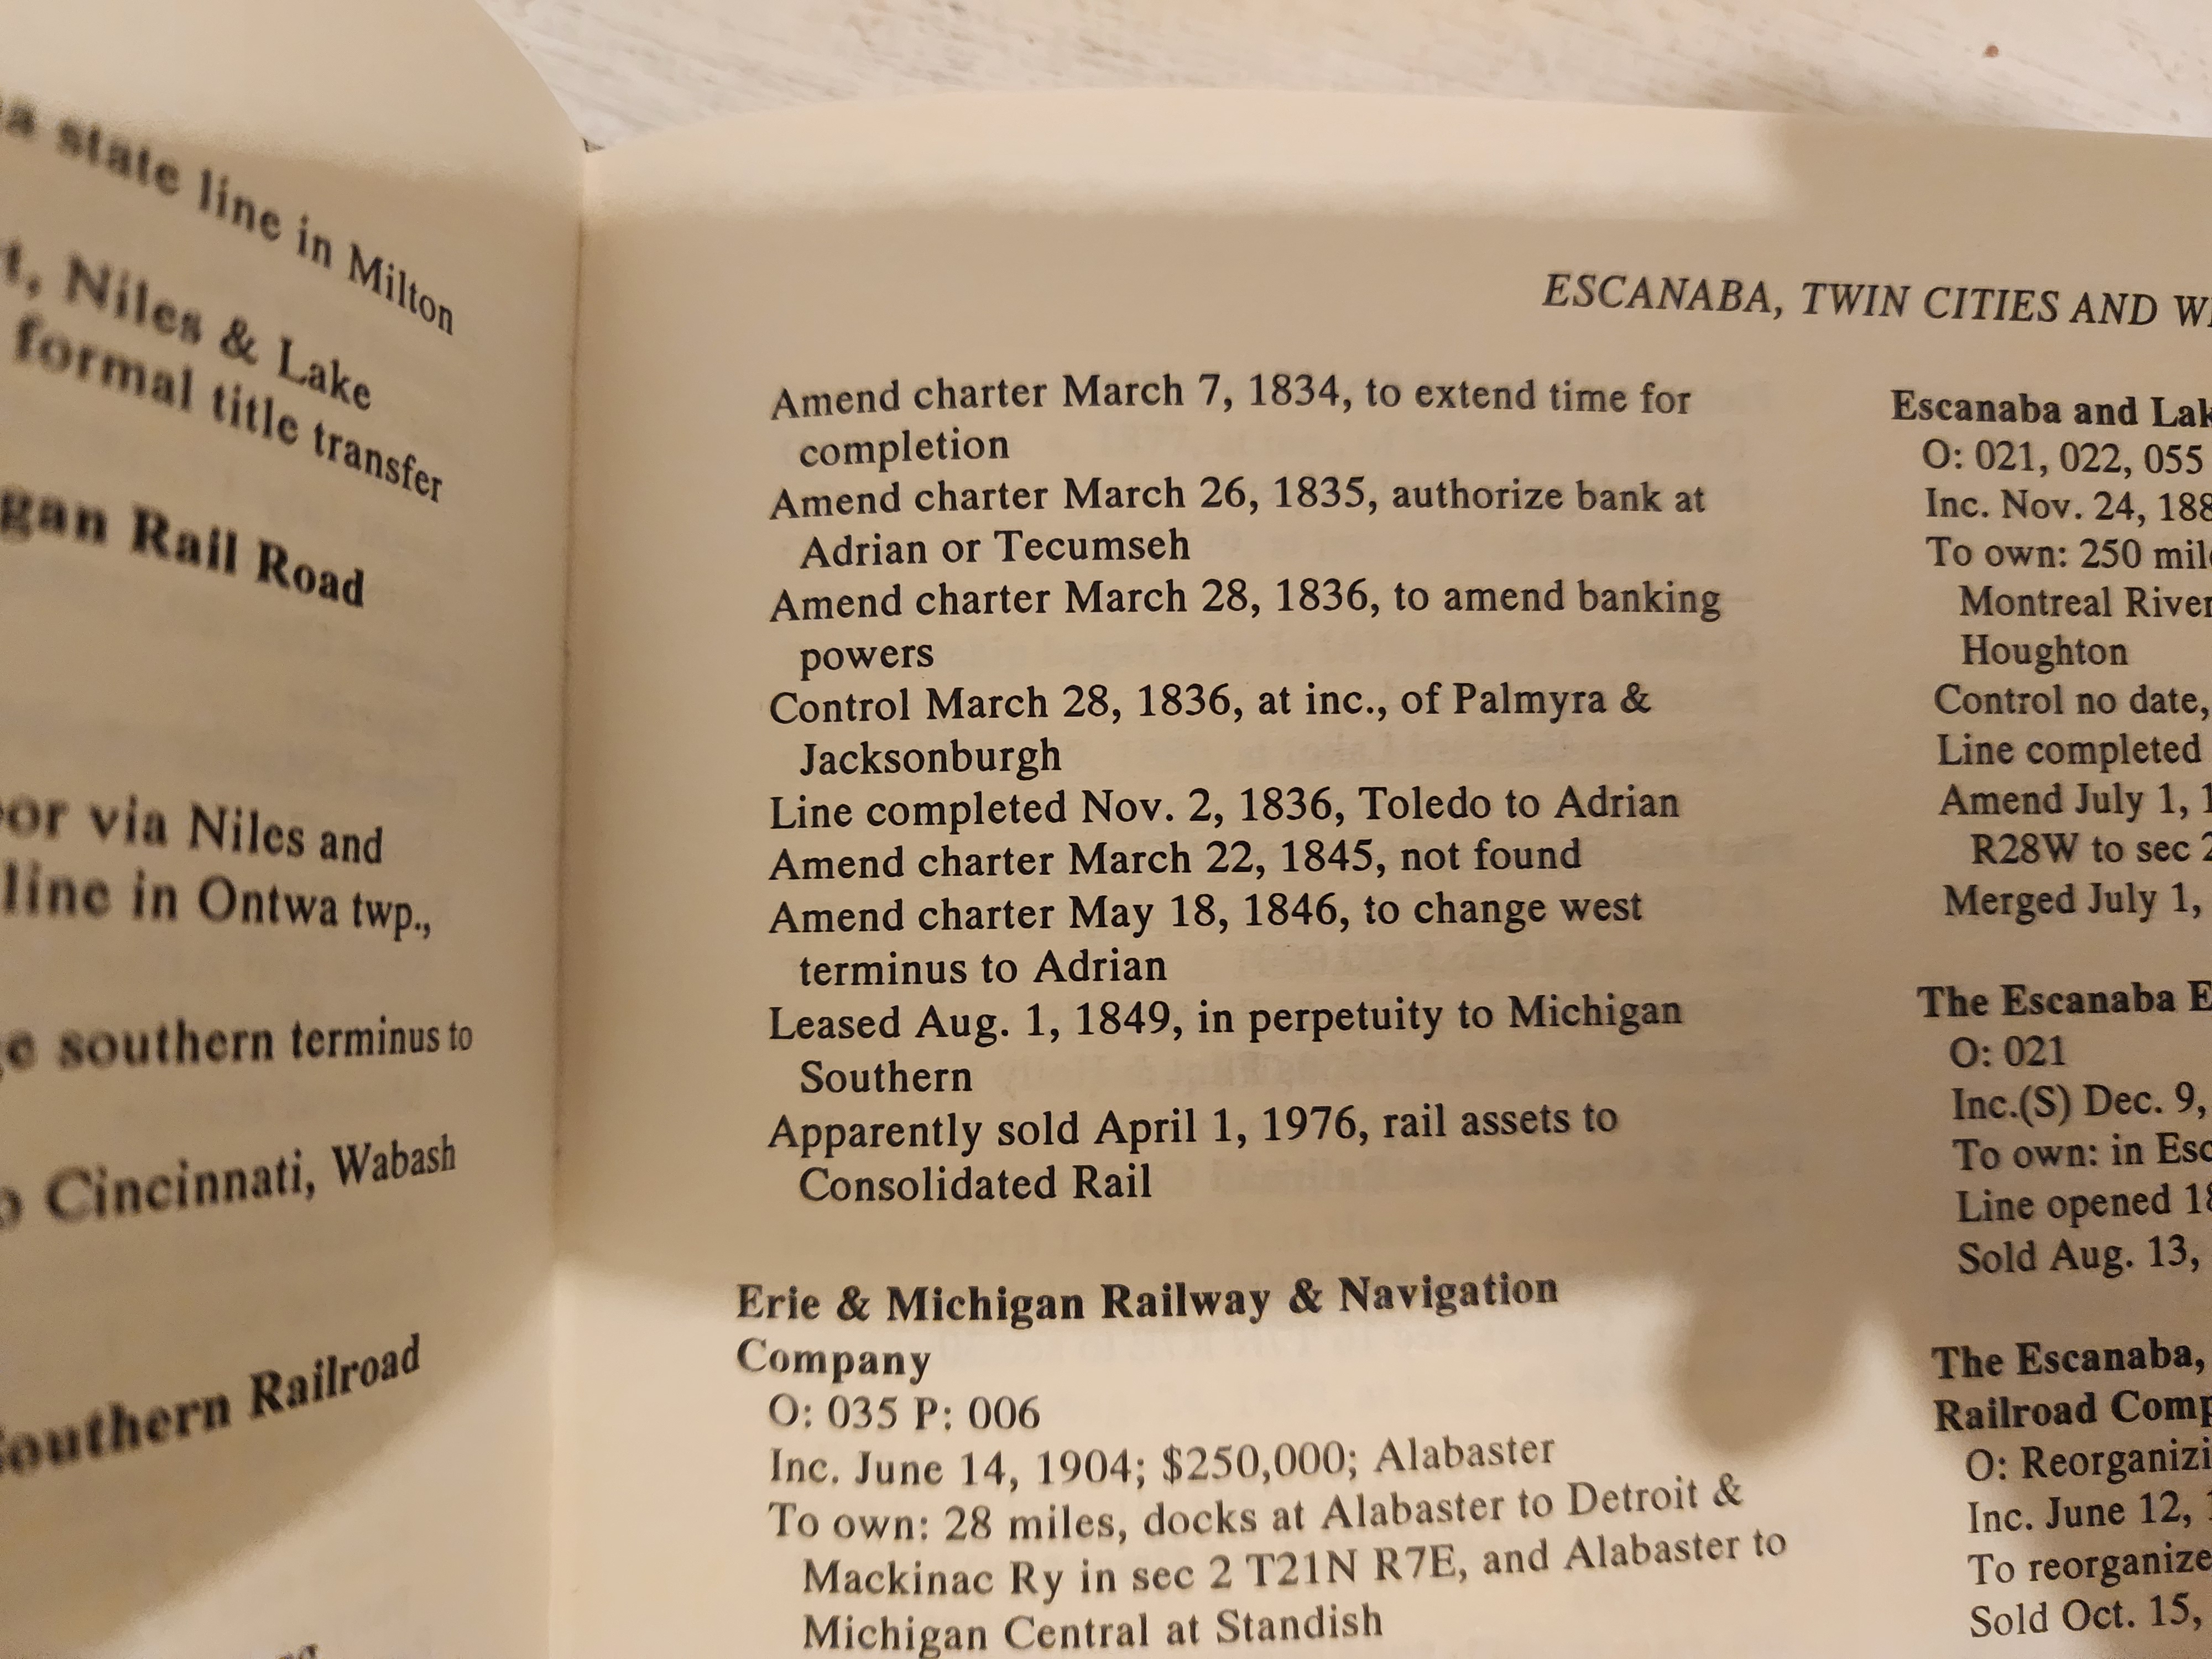 state line in Milton
Niles & Lake
formal title transfer
Rail Road
via Niles and
line in Ontwa twp.,
southern terminus to
Cincinnati, Wabash
Southern Railroad
ESCANABA, TWIN CITIES AND
Amend charter March 7, 1834, to extend time for
completion
Amend charter March 26, 1835, authorize bank at
Adrian or Tecumseh
Amend charter March 28, 1836, to amend banking
powers
Control March 28, 1836, at inc., of Palmyra &
Jacksonburgh
Line completed Nov. 2, 1836, Toledo to Adrian
Amend charter March 22, 1845, not found
Amend charter May 18, 1846, to change west
terminus to Adrian
Leased Aug. 1, 1849, in perpetuity to Michigan
Southern
Apparently sold April 1, 1976, rail assets to
Consolidated Rail
Erie & Michigan Railway & Navigation
Company
O: 035 P: 006
Inc. June 14, 1904; $250,000; Alabaster
To own: 28 miles, docks at Alabaster to Detroit &
Mackinac Ry in sec 2 T21N R7E, and Alabaster to
Michigan Central at Standish
Escanaba and
O: 021, 022, 055
Inc. Nov. 24,
To own: 250
Montreal River
Houghton
Control no date,
Line completed
Amend July 1,
R28W to sec
Merged July 1,
The Escanaba
O: 021
Inc.(S) Dec. 9,
To own: in
Line opened
Sold Aug. 13,
The Escanaba,
Railroad
O:
Inc. June 12,
To reorganize
Sold Oct. 15,